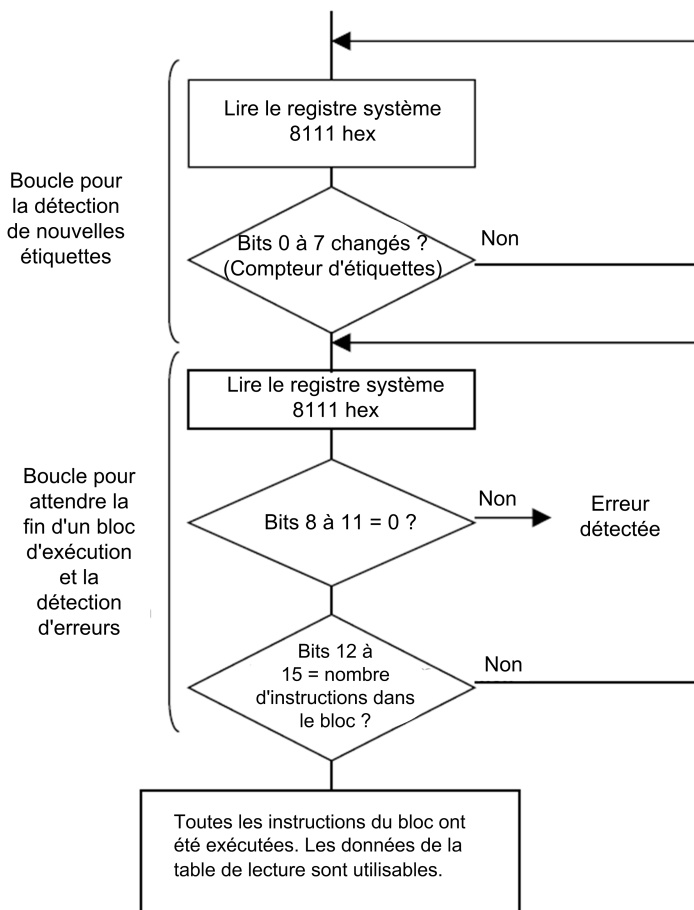 Lire le registre système
8111 hex
Boucle pour
la détection
de nouvelles
étiquettes
Bits 0 à 7 changés ?
(Compteur d'étiquettes)
Non
Lire le registre système
8111 hex
Boucle pour
attendre la
fin d'un bloc
d'exécution
et la
détection
d'erreurs
Bits 8 à 11 = 0 ?
Non
Erreur
détectée
Bits 12 à
15 = nombre
d'instructions dans
le bloc ?
Non
Toutes les instructions du bloc ont
été exécutées. Les données de la
table de lecture sont utilisables.